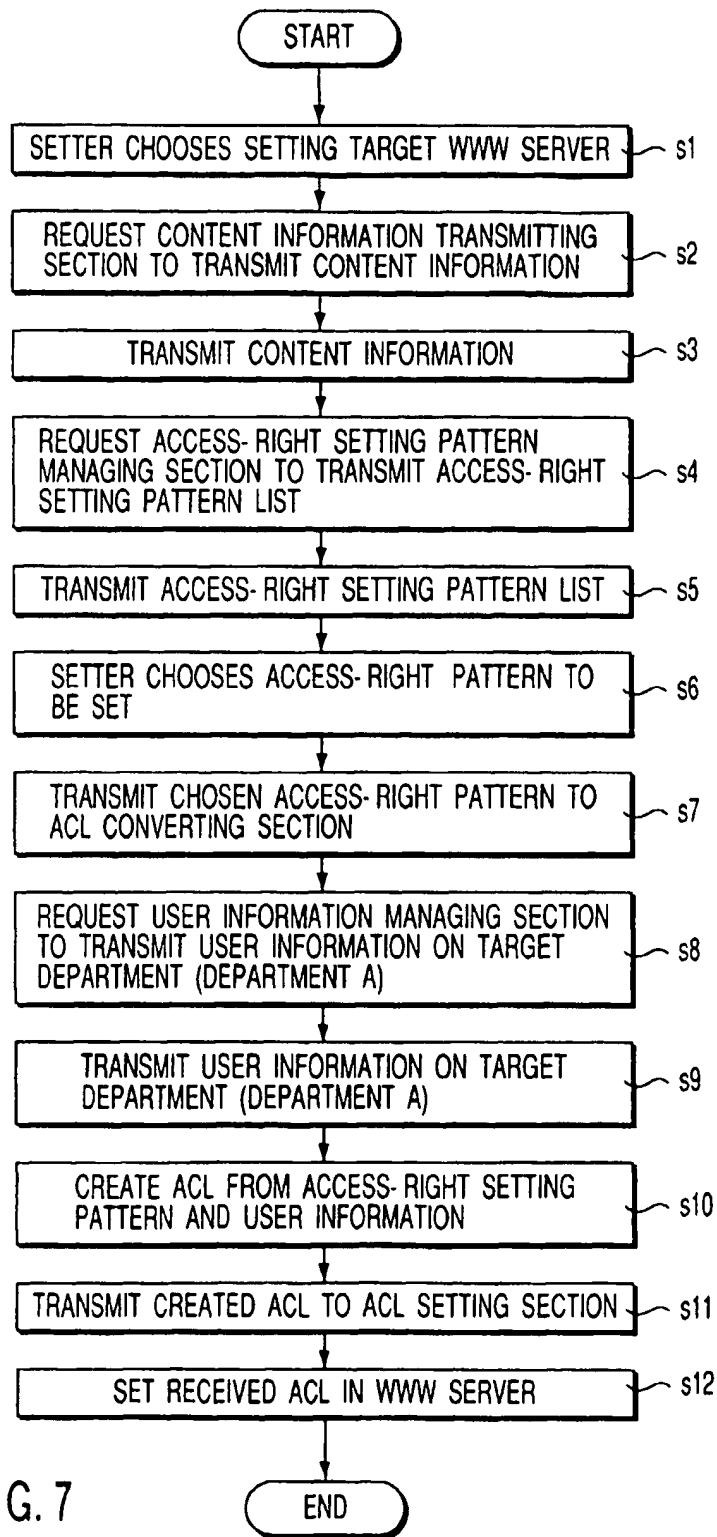 START
SETTER CHOOSES SETTING TARGET WWW SERVER s1
REQUEST CONTENT INFORMATION TRANSMITTING
SECTION TO TRANSMIT CONTENT INFORMATION s2
TRANSMIT CONTENT INFORMATION s3
REQUEST ACCESS-RIGHT SETTING PATTERN
MANAGING SECTION TO TRANSMIT ACCESS-RIGHT
SETTING PATTERN LIST s4
TRANSMIT ACCESS-RIGHT SETTING PATTERN LIST s5
SETTER CHOOSES ACCESS-RIGHT PATTERN TO
BE SET s6
TRANSMIT CHOSEN ACCESS-RIGHT PATTERN TO
ACL CONVERTING SECTION s7
REQUEST USER INFORMATION MANAGING SECTION
TO TRANSMIT USER INFORMATION ON TARGET
DEPARTMENT (DEPARTMENT A) s8
TRANSMIT USER INFORMATION ON TARGET
DEPARTMENT (DEPARTMENT A) s9
CREATE ACL FROM ACCESS-RIGHT SETTING
PATTERN AND USER INFORMATION s10
TRANSMIT CREATED ACL TO ACL SETTING SECTION s11
SET RECEIVED ACL IN WWW SERVER s12
END
G. 7